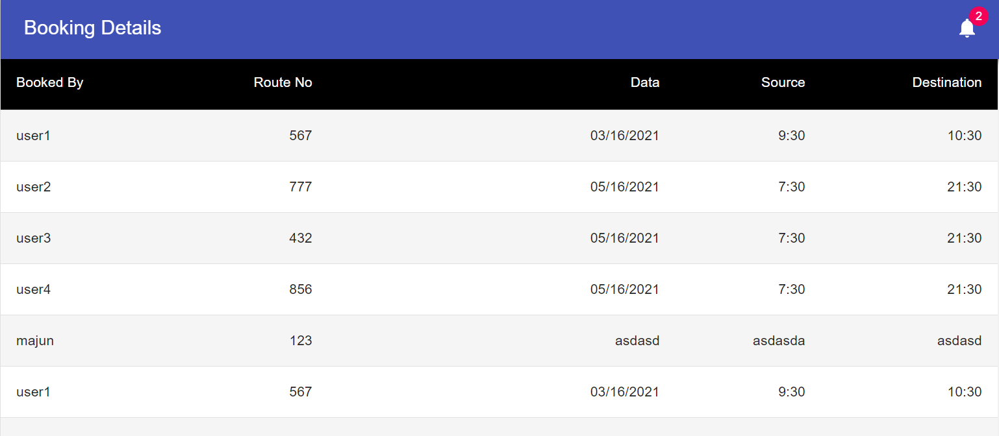 Booking Details
2
Booked By Route No Data Source Destination
user1 567 03/16/2021 9:30 10:30
user2 777 05/16/2021 7:30 21:30
user3 432 05/16/2021 7:30 21:30
user4 856 05/16/2021 7:30 21:30
majun 123 asdasd asdasda asdasd
user1 567 03/16/2021 9:30 10:30